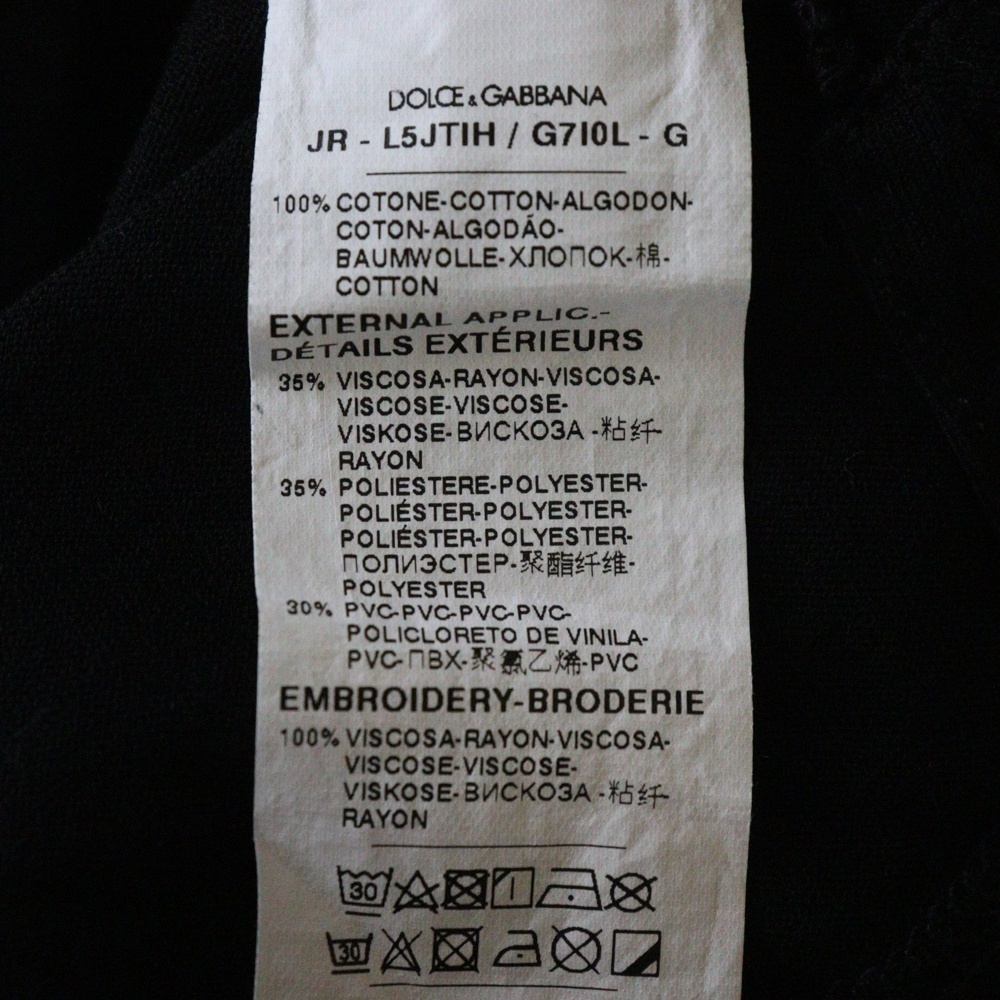 DOLCE & GABBANA
JR - L5JTIH / G7I0L - G
100% COTONE-COTTON-ALGODON-
COTON-ALGODÃO-
BAUMWOLLE-ХЛОПОК-棉-
COTTON
EXTERNAL APPLIC.-
DÉTAILS EXTÉRIEURS
35% VISCOSA-RAYON-VISCOSA-
VISCOSE-VISCOSE-
VISKOSE-ВИСКОЗА -粘纤-
RAYON
35% POLIESTERE-POLYESTER-
POLIÉSTER-POLYESTER-
POLIÉSTER-POLYESTER-
ПОЛИЭСТЕР-聚酯纤维-
POLYESTER
30% PVC-PVC-PVC-PVC-
POLICLORETO DE VINILA-
PVC-ПВХ-聚氯乙烯-PVC
EMBROIDERY-BRODERIE
100% VISCOSA-RAYON-VISCOSA-
VISCOSE-VISCOSE-
VISKOSE-ВИСКОЗА -粘纤-
RAYON
30
30